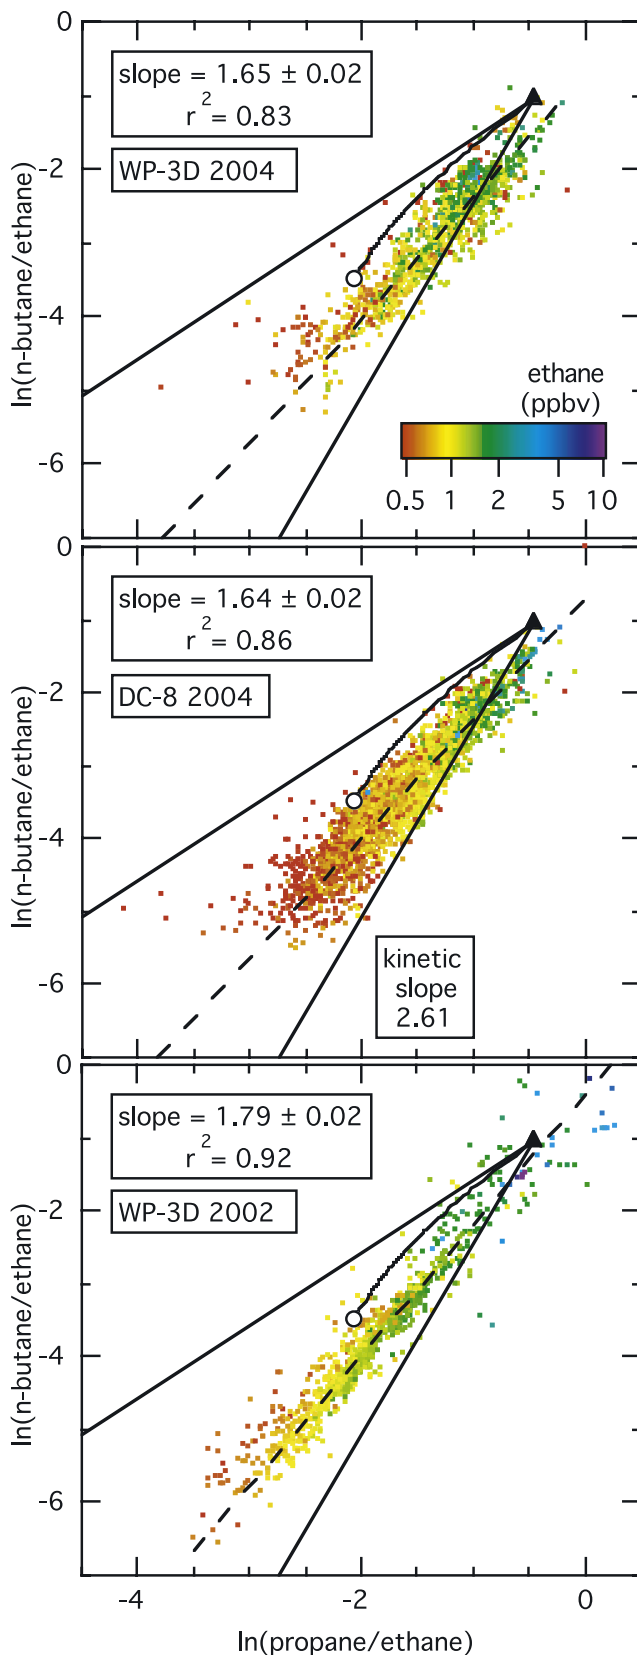 0
slope = 1.65 ± 0.02
r² = 0.83
WP-3D 2004
-2
-4
-6
ln(n-butane/ethane)
ethane
(ppbv)
0.5 1 2 5 10
0
slope = 1.64 ± 0.02
r² = 0.86
DC-8 2004
-2
-4
-6
ln(n-butane/ethane)
kinetic
slope
2.61
0
slope = 1.79 ± 0.02
r² = 0.92
WP-3D 2002
-2
-4
-6
ln(n-butane/ethane)
-4 -2 0
ln(propane/ethane)